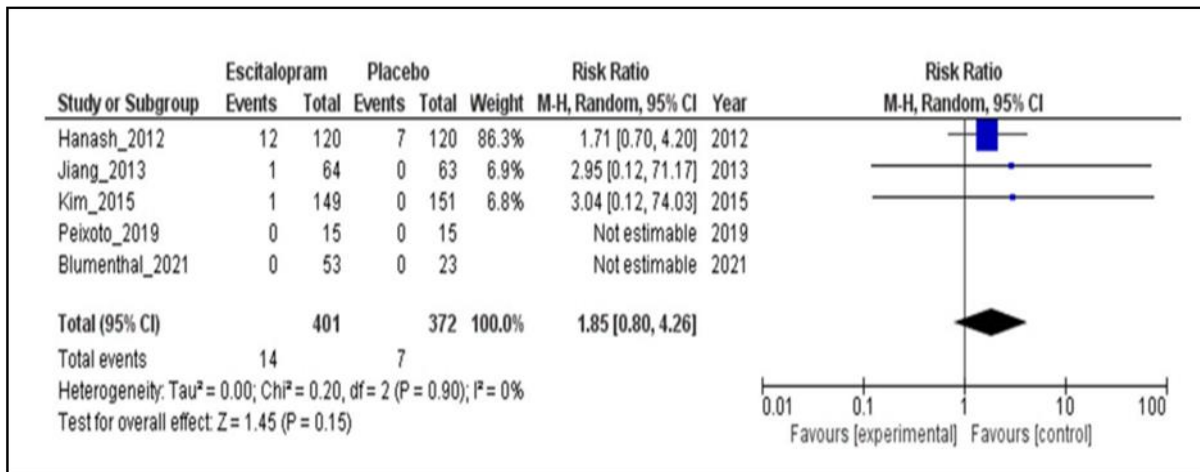 Escitalopram Placebo Risk Ratio Risk Ratio
Study or Subgroup Events Total Events Total Weight M-H, Random, 95% CI Year M-H, Random, 95% CI
Hanash_2012 12 120 7 120 86.3% 1.71 [0.70, 4.20] 2012
Jiang_2013 1 64 0 63 6.9% 2.95 [0.12, 71.17] 2013
Kim_2015 1 149 0 151 6.8% 3.04 [0.12, 74.03] 2015
Peixoto_2019 0 15 0 15 Not estimable 2019
Blumenthal_2021 0 53 0 23 Not estimable 2021
Total (95% CI) 401 372 100.0% 1.85 [0.80, 4.26]
Total events 14 7
Heterogeneity: Tau² = 0.00; Chi² = 0.20, df = 2 (P = 0.90); I² = 0%
Test for overall effect: Z = 1.45 (P = 0.15)
0.01 0.1 1 10 100
Favours [experimental] Favours [control]